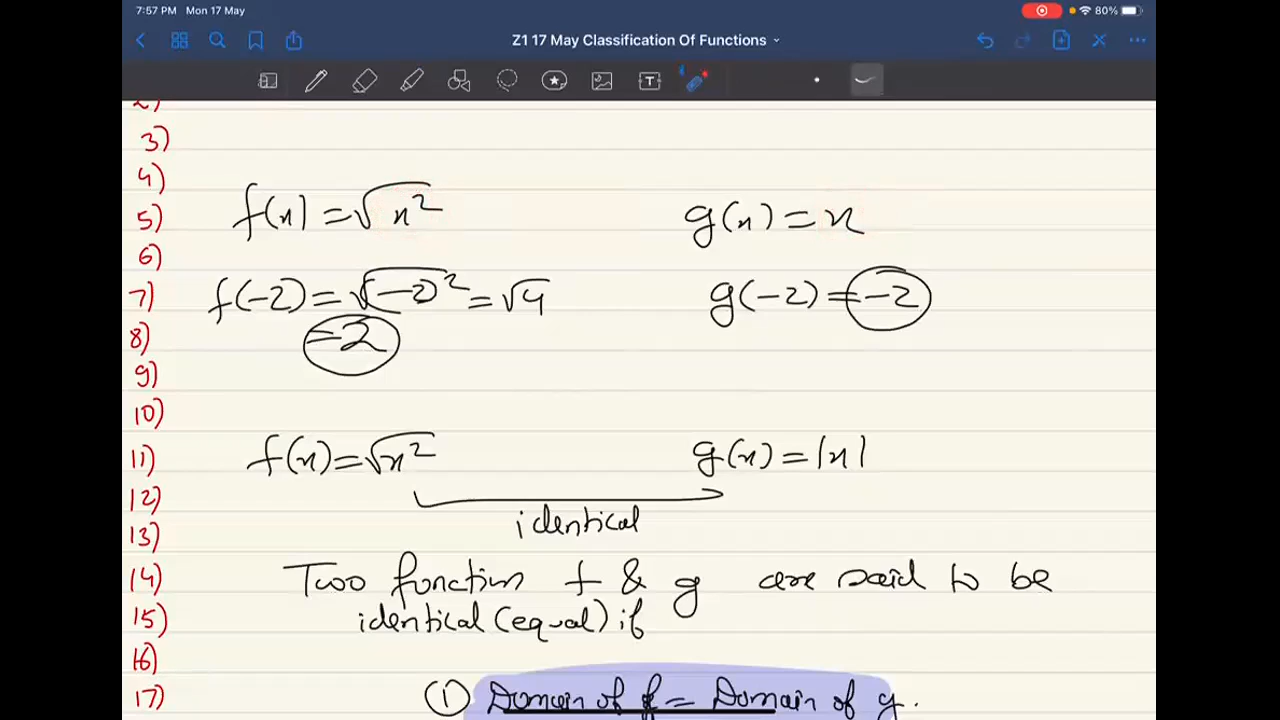 7:57 PM Mon 17 May
80%
Z1 17 May Classification Of Functions
3)
4)
5) f(x) = √x² g(x) = x
6)
7) f(-2) = √(-2)² = √4 g(-2) = -2
8) = 2
9)
10)
11) f(x) = √x² g(x) = |x|
12)
13) identical
14) Two function f & g are said to be
15) identical (equal) if
16)
17) ① Domain of f = Domain of g.